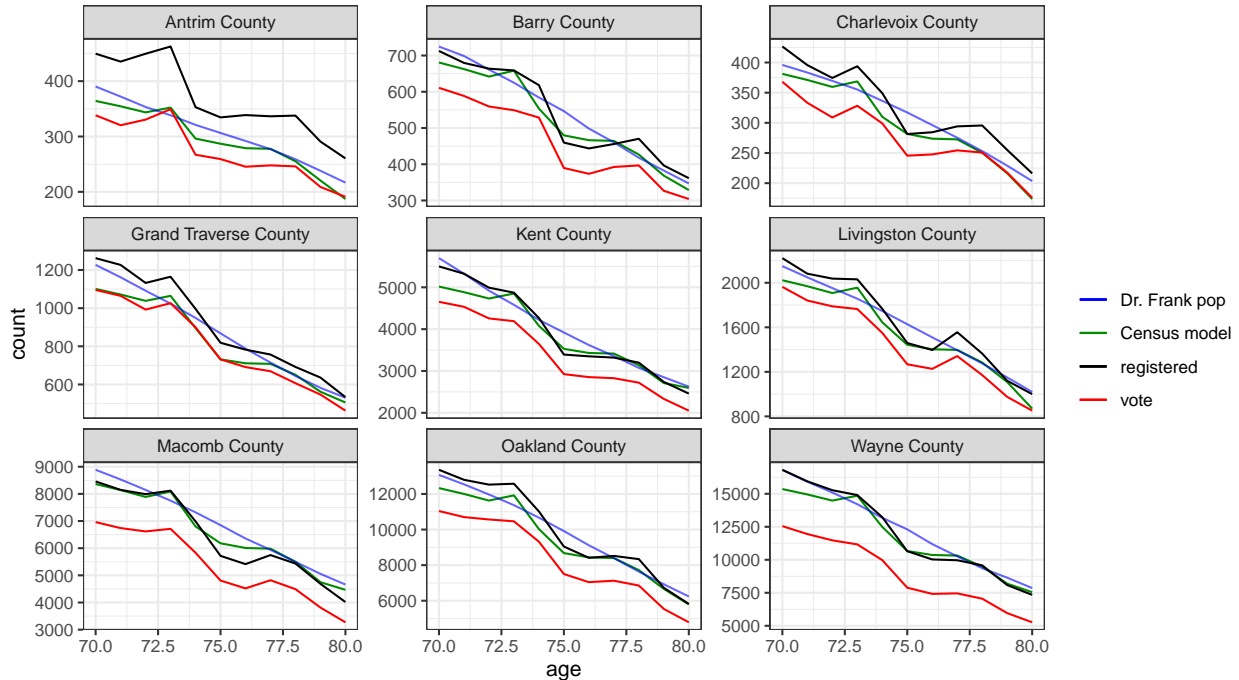 Antrim County
Barry County
Charlevoix County
400
300
200
700
600
500
400
300
400
350
300
250
200
Grand Traverse County
Kent County
Livingston County
1200
1000
800
600
5000
4000
3000
2000
2000
1600
1200
800
count
Dr. Frank pop
Census model
registered
vote
Macomb County
Oakland County
Wayne County
9000
8000
7000
6000
5000
4000
3000
12000
10000
8000
6000
15000
12500
10000
7500
5000
70.0 72.5 75.0 77.5 80.0
70.0 72.5 75.0 77.5 80.0
70.0 72.5 75.0 77.5 80.0
age